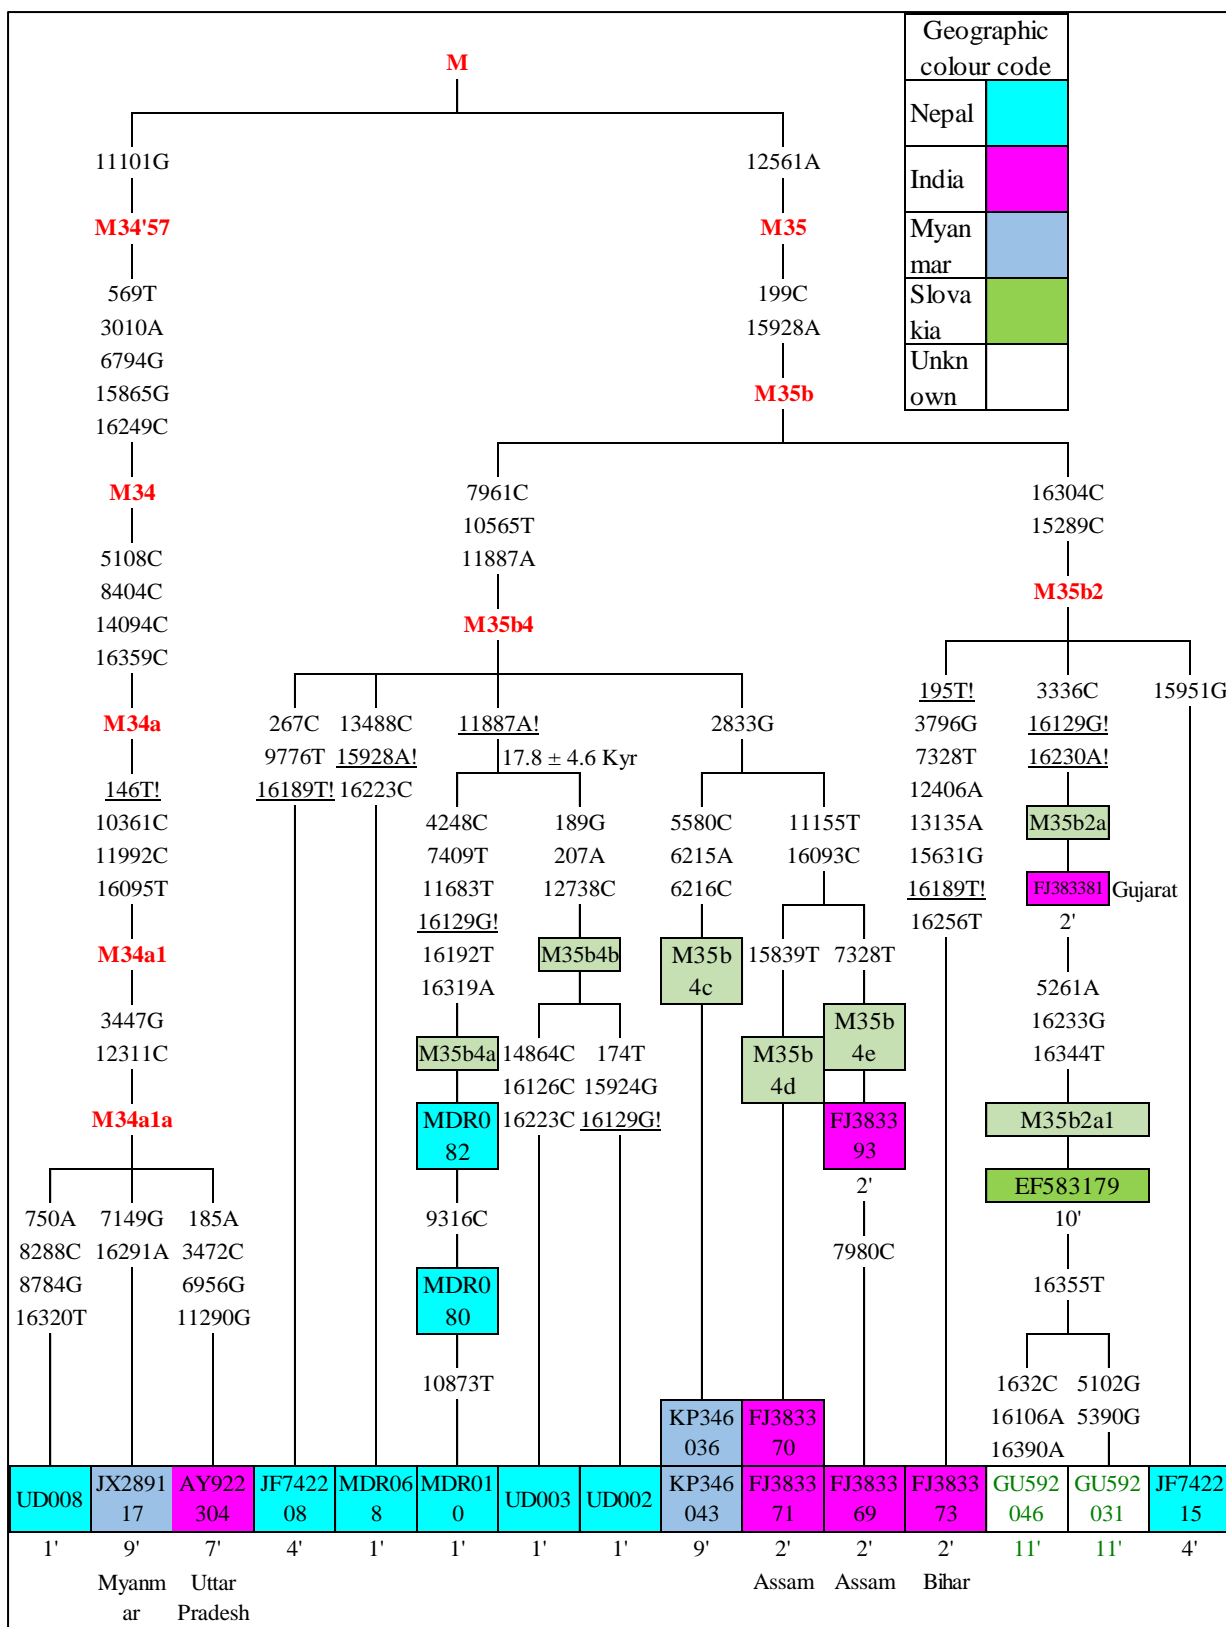 Geographic
colour code
Nepal
India
Myan
mar
Slova
kia
Unkn
own
M
11101G
M34'57
569T
3010A
6794G
15865G
16249C
M34
5108C
8404C
14094C
16359C
M34a
146T!
10361C
11992C
16095T
M34a1
3447G
12311C
M34a1a
750A
8288C
8784G
16320T
7149G
16291A
185A
3472C
6956G
11290G
12561A
M35
199C
15928A
M35b
7961C
10565T
11887A
M35b4
267C
9776T
16189T!
13488C
15928A!
16223C
11887A!
17.8 ± 4.6 Kyr
4248C
7409T
11683T
16129G!
16192T
16319A
M35b4a
MDR0
82
9316C
MDR0
80
10873T
189G
207A
12738C
M35b4b
14864C
16126C
16223C
174T
15924G
16129G!
2833G
5580C
6215A
6216C
M35b
4c
KP346
036
11155T
16093C
15839T
M35b
4d
FJ3833
70
7328T
M35b
4e
FJ3833
93
2'
7980C
16304C
15289C
M35b2
195T!
3796G
7328T
12406A
13135A
15631G
16189T!
16256T
3336C
16129G!
16230A!
M35b2a
FJ383381 Gujarat
2'
5261A
16233G
16344T
M35b2a1
EF583179
10'
16355T
1632C
16106A
16390A
5102G
5390G
15951G
UD008
JX2891
17
AY922
304
JF7422
08
MDR06
8
MDR01
0
UD003
UD002
KP346
043
FJ3833
71
FJ3833
69
FJ3833
73
GU592
046
GU592
031
JF7422
15
1' 9' 7' 4' 1' 1' 1' 1' 9' 2' 2' 2' 11' 11' 4'
Myanm
ar
Uttar
Pradesh
Assam
Assam
Bihar